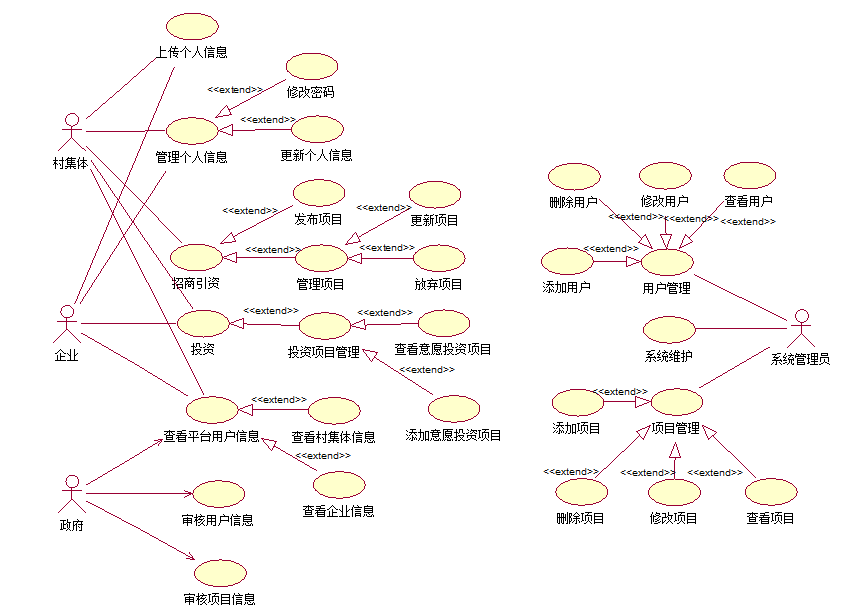 上传个人信息
<<extend>>
修改密码
<<extend>>
村集体
管理个人信息
更新个人信息
<<extend>>
发布项目
<<extend>>
更新项目
<<extend>>
<<extend>>
招商引资
管理项目
放弃项目
<<extend>>
<<extend>>
企业
投资
投资项目管理
查看意愿投资项目
<<extend>>
<<extend>>
查看平台用户信息
查看村集体信息
添加意愿投资项目
<<extend>>
政府
审核用户信息
查看企业信息
审核项目信息
删除用户
修改用户
查看用户
<<extend>>
<<extend>>
<<extend>>
<<extend>>
添加用户
用户管理
系统维护
系统管理员
<<extend>>
添加项目
项目管理
<<extend>>
<<extend>>
<<extend>>
删除项目
修改项目
查看项目